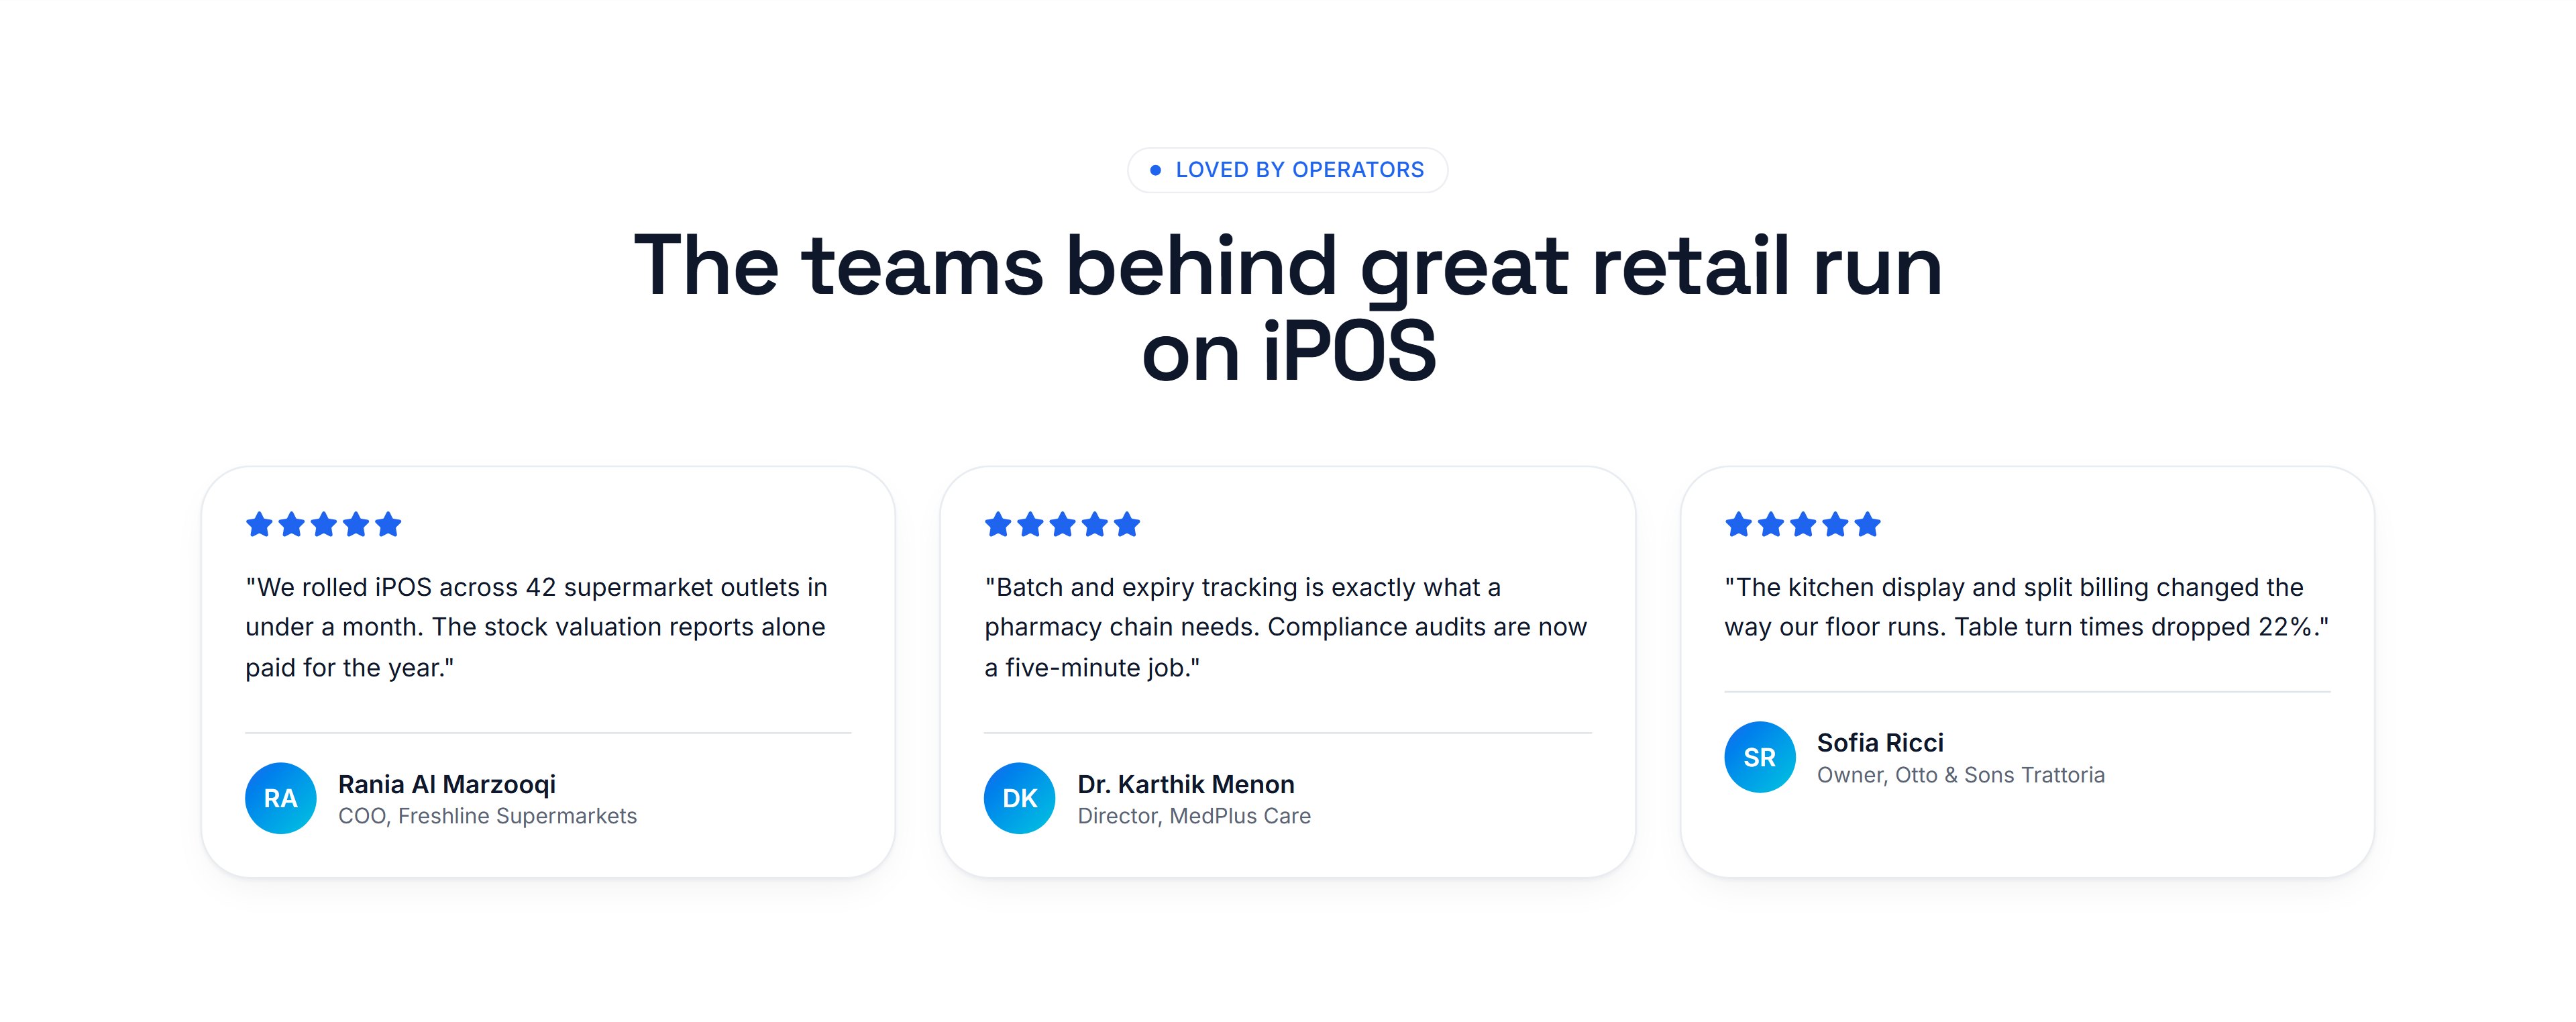 LOVED BY OPERATORS
The teams behind great retail run
on iPOS
"We rolled iPOS across 42 supermarket outlets in
under a month. The stock valuation reports alone
paid for the year."
RA
Rania Al Marzooqi
COO, Freshline Supermarkets
"Batch and expiry tracking is exactly what a
pharmacy chain needs. Compliance audits are now
a five-minute job."
DK
Dr. Karthik Menon
Director, MedPlus Care
"The kitchen display and split billing changed the
way our floor runs. Table turn times dropped 22%."
SR
Sofia Ricci
Owner, Otto & Sons Trattoria